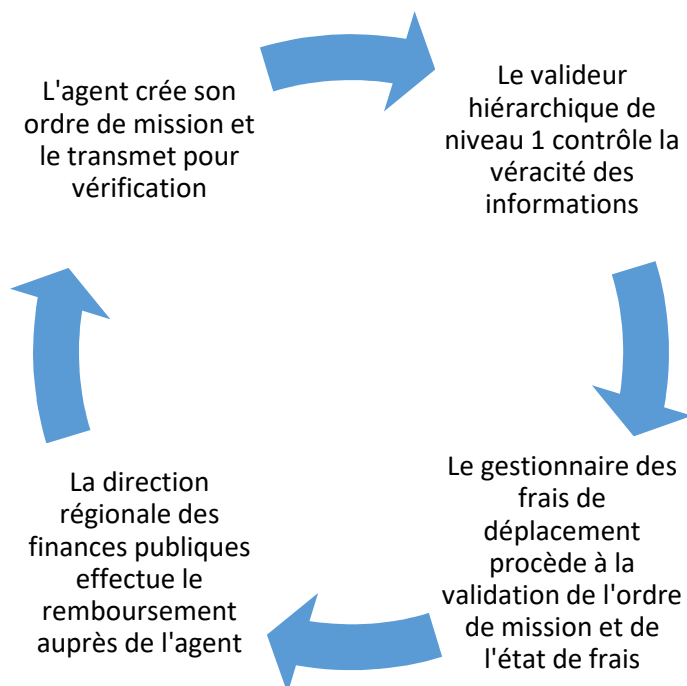 L'agent crée son
ordre de mission et
le transmet pour
vérification
Le valideur
hiérarchique de
niveau 1 contrôle la
véracité des
informations
Le gestionnaire des
frais de
déplacement
procède à la
validation de l'ordre
de mission et de
l'état de frais
La direction
régionale des
finances publiques
effectue le
remboursement
auprès de l'agent